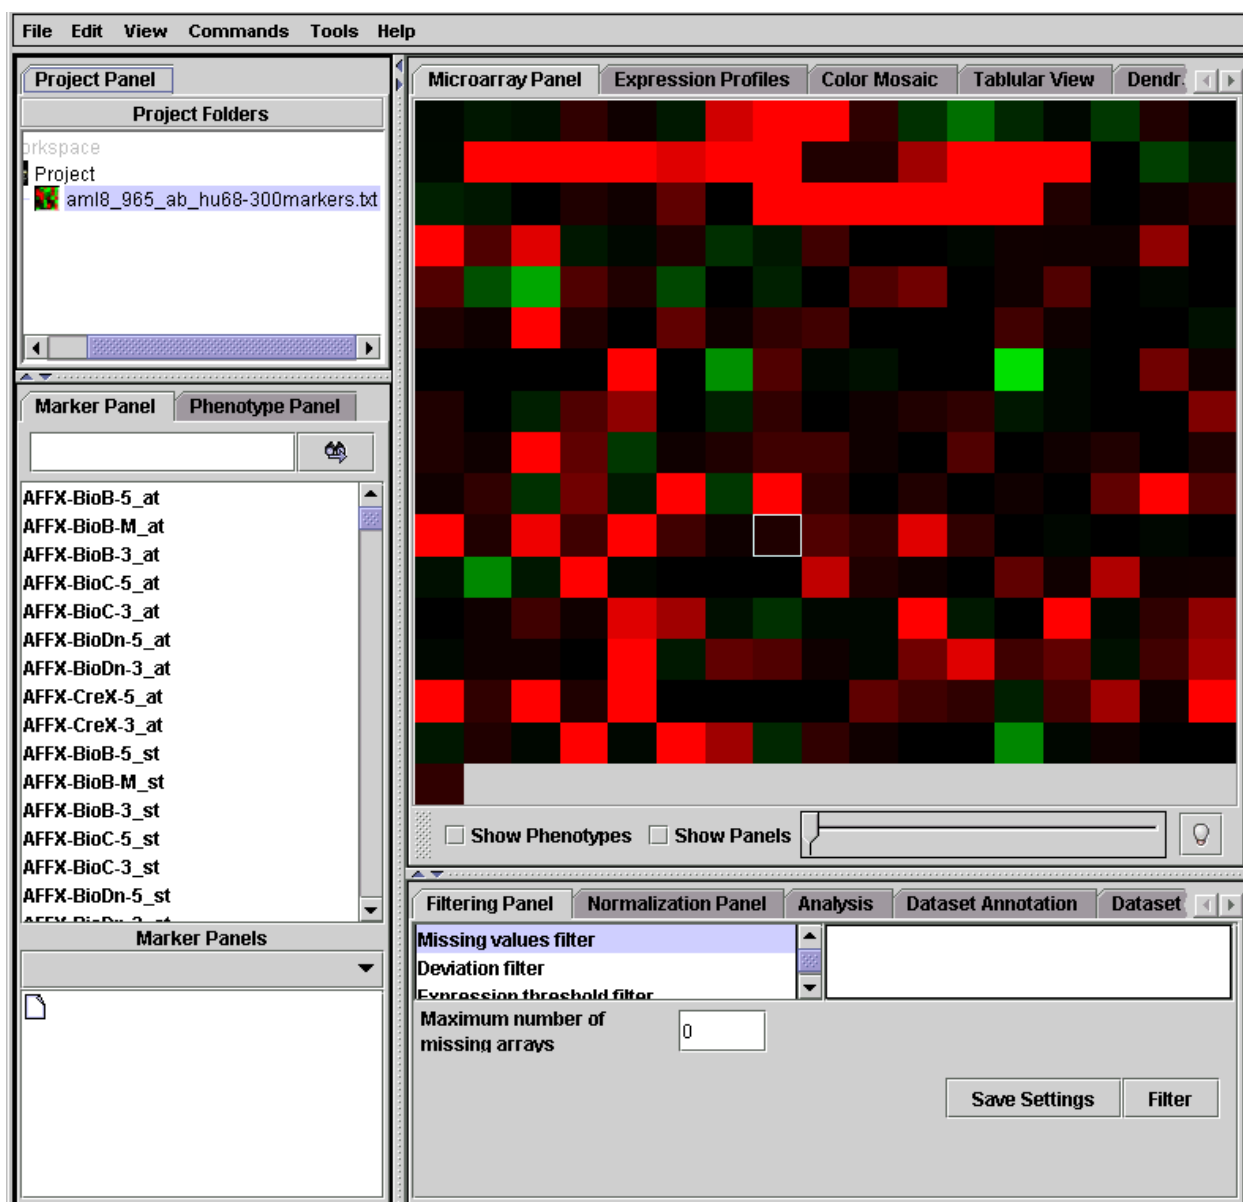 File Edit View Commands Tools Help
Project Panel
Project Folders
orkspace
Project
aml8_965_ab_hu68-300markers.txt
Marker Panel Phenotype Panel
AFFX-BioB-5_at
AFFX-BioB-M_at
AFFX-BioB-3_at
AFFX-BioC-5_at
AFFX-BioC-3_at
AFFX-BioDn-5_at
AFFX-BioDn-3_at
AFFX-CreX-5_at
AFFX-CreX-3_at
AFFX-BioB-5_st
AFFX-BioB-M_st
AFFX-BioB-3_st
AFFX-BioC-5_st
AFFX-BioC-3_st
AFFX-BioDn-5_st
AFFX-BioDn-3_st
Marker Panels
Microarray Panel Expression Profiles Color Mosaic Tablular View Dendr
Show Phenotypes Show Panels
Filtering Panel Normalization Panel Analysis Dataset Annotation Dataset
Missing values filter
Deviation filter
Expression threshold filter
Maximum number of
missing arrays
0
Save Settings Filter